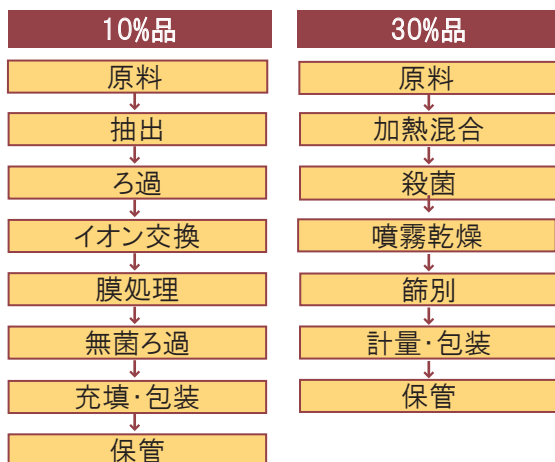 10%品
原料
抽出
ろ過
イオン交換
膜処理
無菌ろ過
充填・包装
保管
30%品
原料
加熱混合
殺菌
噴霧乾燥
篩別
計量・包装
保管